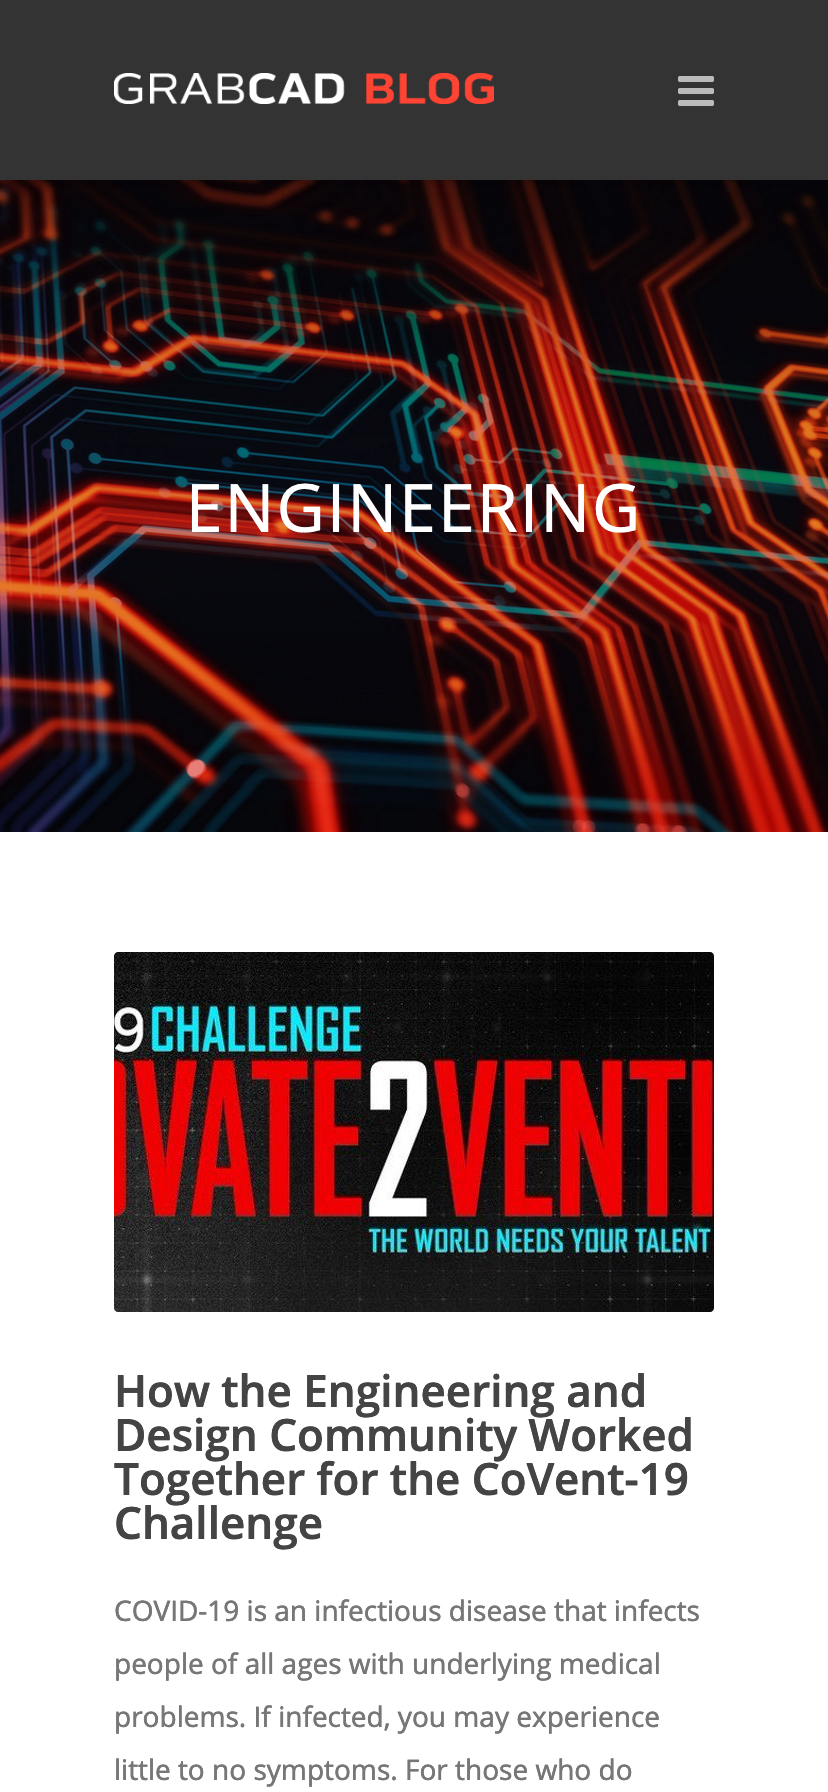 GRABCAD BLOG
ENGINEERING
9 CHALLENGE
VATE2VENTI
THE WORLD NEEDS YOUR TALENT
How the Engineering and
Design Community Worked
Together for the CoVent-19
Challenge
COVID-19 is an infectious disease that infects
people of all ages with underlying medical
problems. If infected, you may experience
little to no symptoms. For those who do